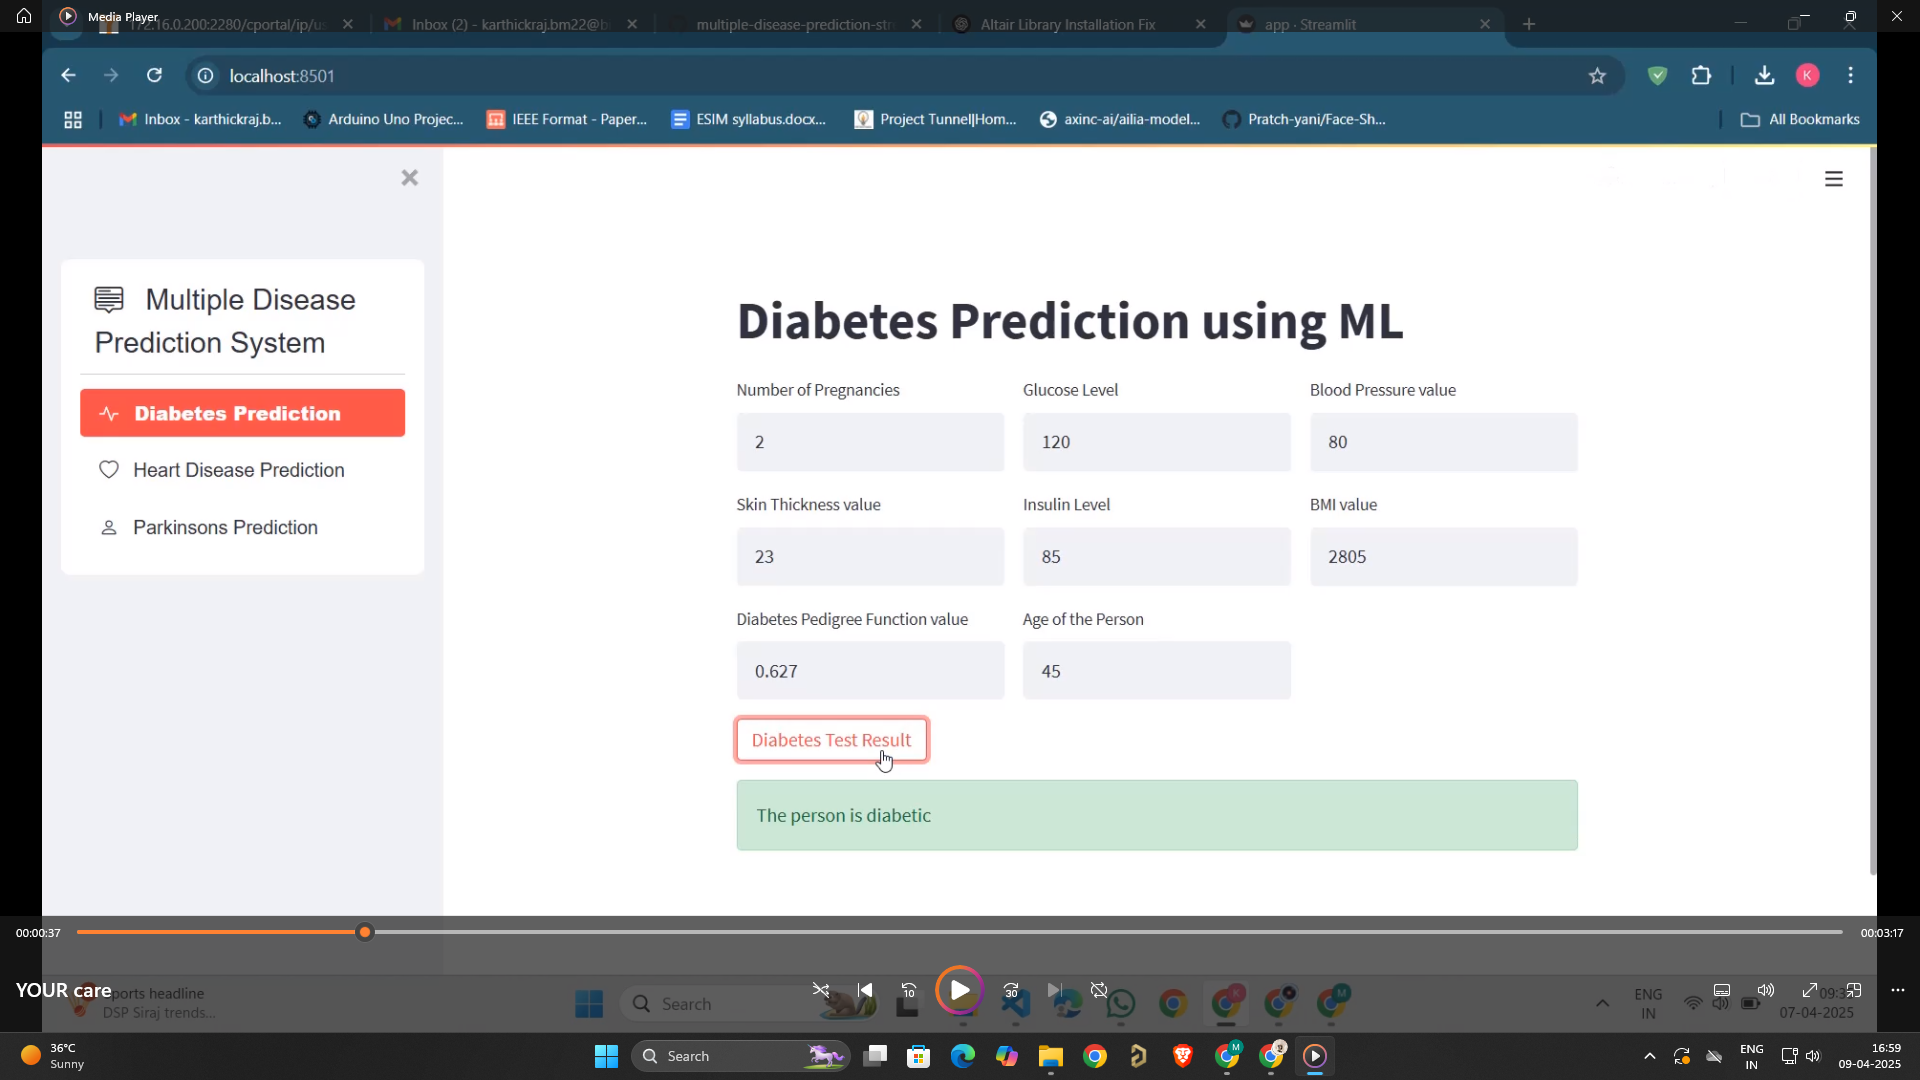 Media Player
172.16.0.200:2280/cportal/ip/us
Inbox (2) - karthickraj.bm22@b
multiple-disease-prediction-str
Altair Library Installation Fix
app · Streamlit
localhost:8501
K
Inbox - karthickraj.b...
Arduino Uno Projec...
IEEE Format - Paper...
ESIM syllabus.docx...
Project Tunnel|Hom...
axinc-ai/ailia-model...
Pratch-yani/Face-Sh...
All Bookmarks
Multiple Disease
Prediction System
Diabetes Prediction
Heart Disease Prediction
Parkinsons Prediction
Diabetes Prediction using ML
Number of Pregnancies
Glucose Level
Blood Pressure value
2
120
80
Skin Thickness value
Insulin Level
BMI value
23
85
2805
Diabetes Pedigree Function value
Age of the Person
0.627
45
Diabetes Test Result
The person is diabetic
00:00:37
00:03:17
YOUR care
ports headline
DSP Siraj trends...
Search
10
30
ENG
IN
07-04-2025
36°C
Sunny
Search
ENG
IN
16:59
09-04-2025